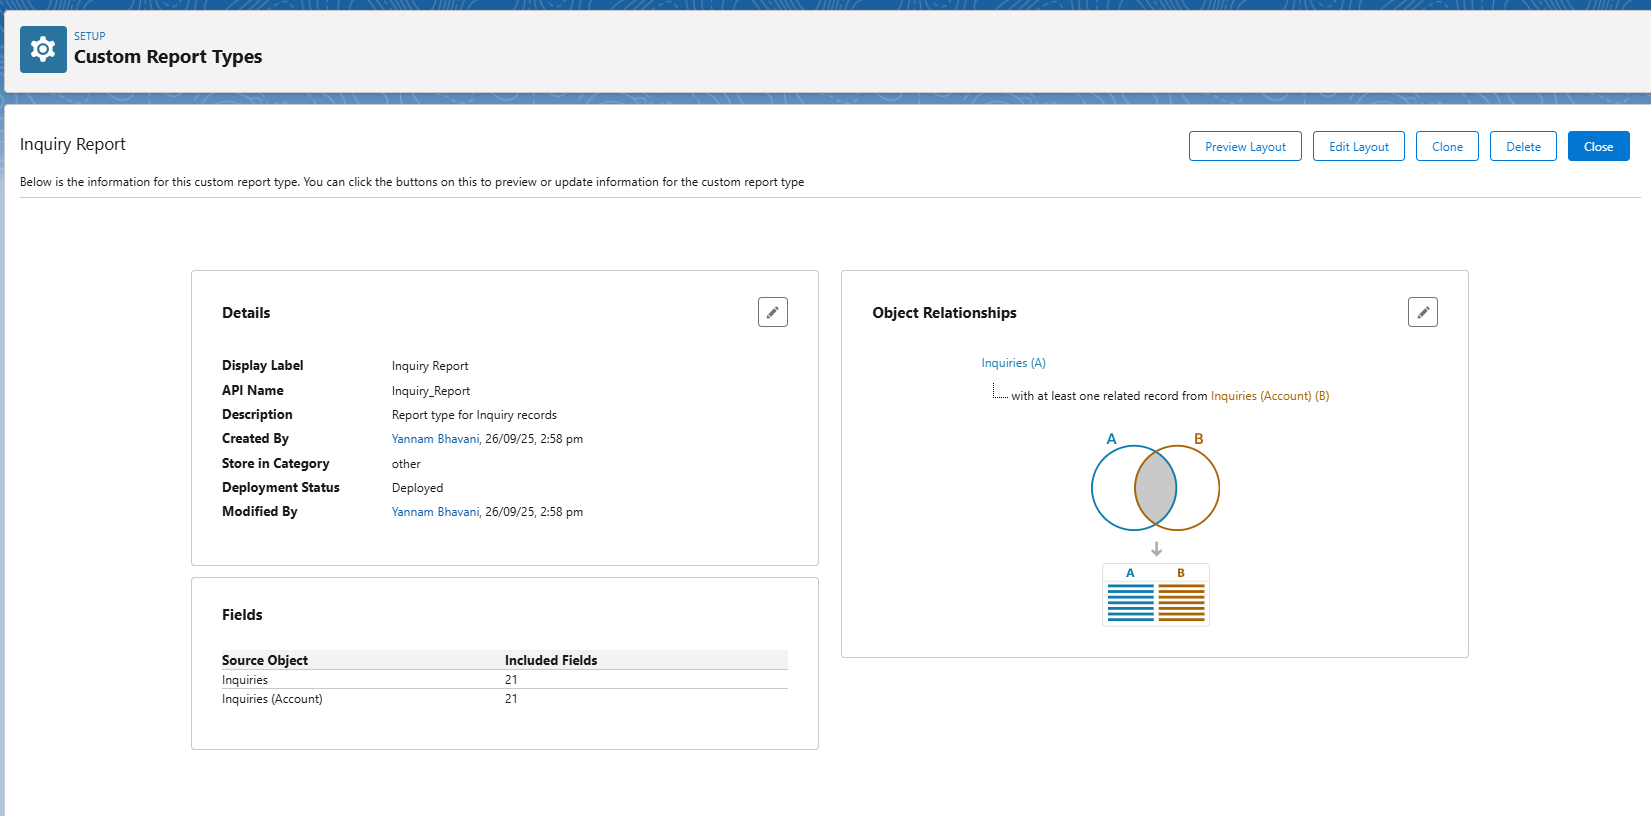 SETUP
Custom Report Types
Inquiry Report
Preview Layout
Edit Layout
Clone
Delete
Close
Below is the information for this custom report type. You can click the buttons on this to preview or update information for the custom report type
Details
Display Label Inquiry Report
API Name Inquiry_Report
Description Report type for Inquiry records
Created By Yannam Bhavani, 26/09/25, 2:58 pm
Store in Category other
Deployment Status Deployed
Modified By Yannam Bhavani, 26/09/25, 2:58 pm
Fields
Source Object Included Fields
Inquiries 21
Inquiries (Account) 21
Object Relationships
Inquiries (A)
with at least one related record from Inquiries (Account) (B)
A B
A B